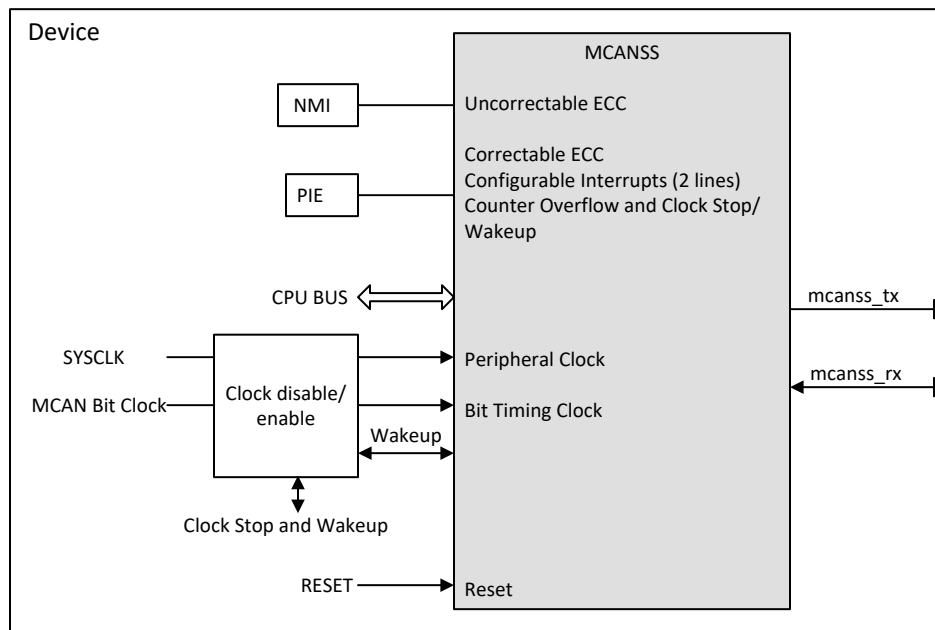 Device
MCANSS
NMI
Uncorrectable ECC
Correctable ECC
Configurable Interrupts (2 lines)
Counter Overflow and Clock Stop/
Wakeup
PIE
CPU BUS
mcanss_tx
SYSCLK
Peripheral Clock
mcanss_rx
MCAN Bit Clock
Clock disable/
enable
Bit Timing Clock
Wakeup
Clock Stop and Wakeup
RESET
Reset